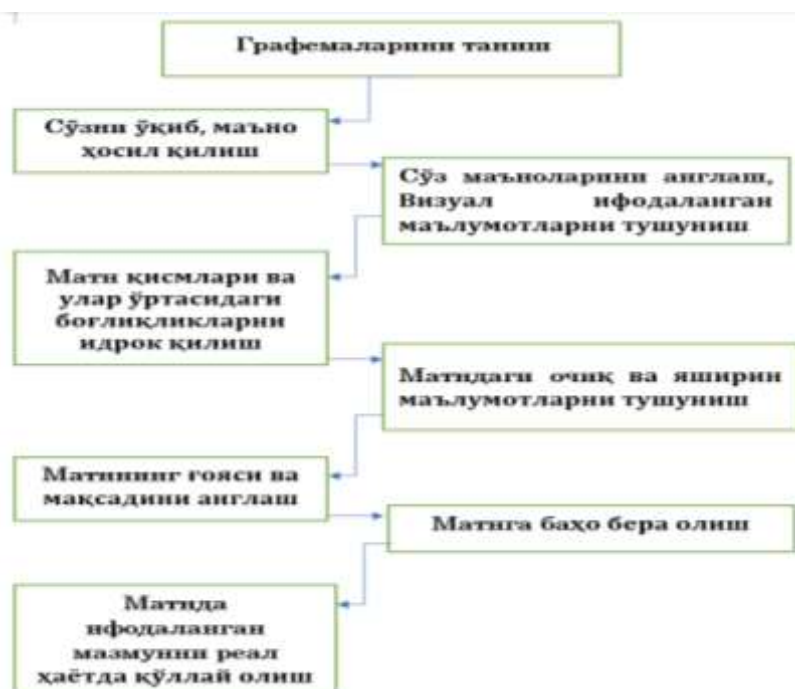 Графемаларини таниш
Сўзни ўқиб, маъно
ҳосил қилиш
Сўз маъноларини англаш,
Визуал ифодаланган
маълумотларни тушуниш
Матн қисмлари ва
улар ўртасидаги
боғлиқликларни
идрок қилиш
Матндаги очиқ ва яширин
маълумотларни тушуниш
Матннинг ғояси ва
мақсадини англаш
Матнга баҳо бера олиш
Матнда
ифодаланган
мазмунни реал
ҳаётда қўллай олиш